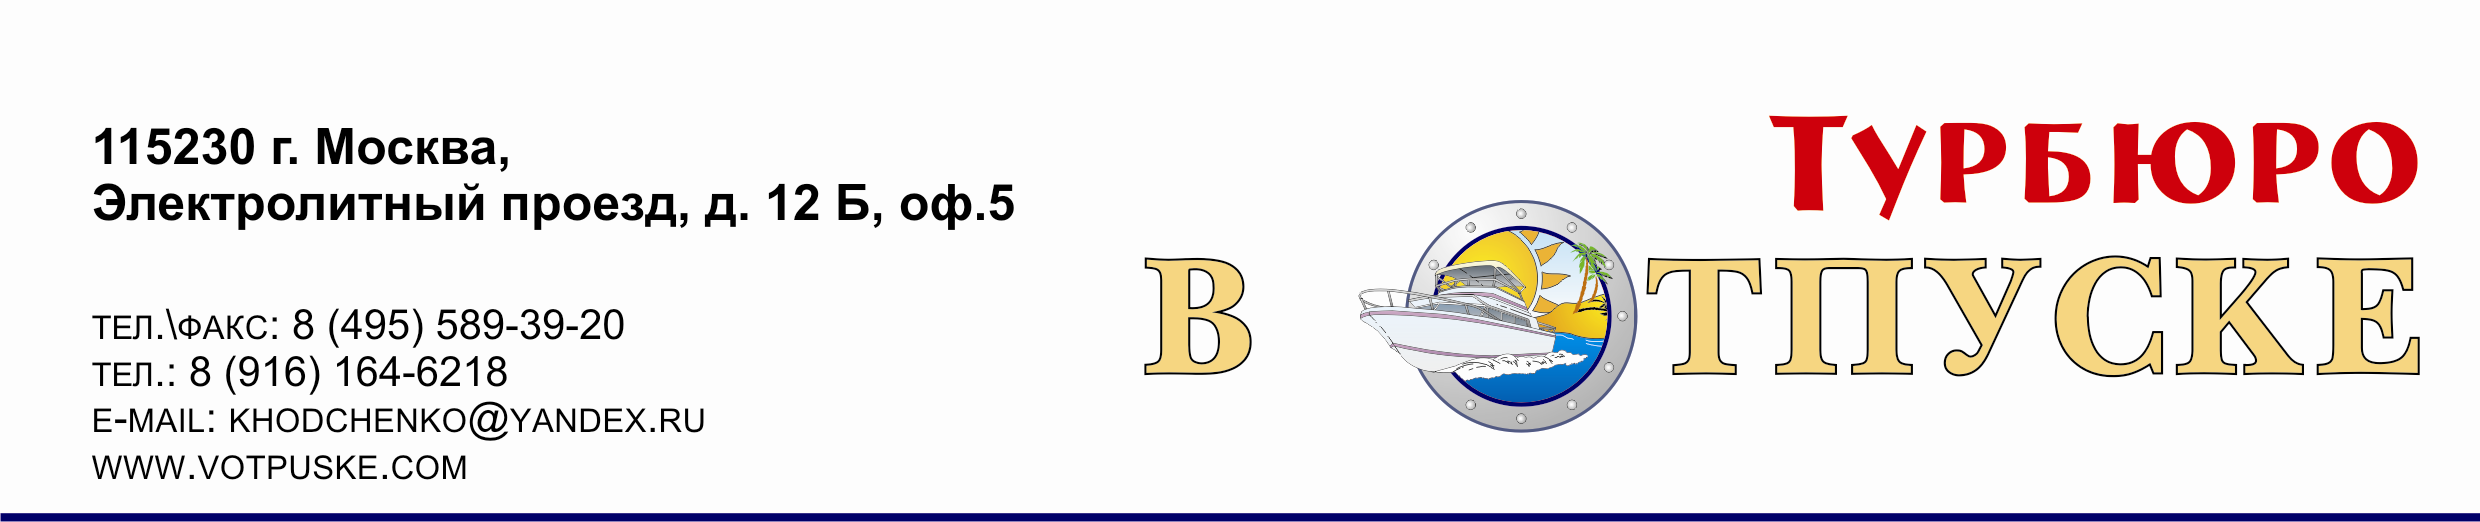 115230 г. Москва,
Электролитный проезд, д. 12 Б, оф.5
ТЕЛ.\ФАКС: 8 (495) 589-39-20
ТЕЛ.: 8 (916) 164-6218
E-MAIL: KHODCHENKO@YANDEX.RU
WWW.VOTPUSKE.COM
ТУРБЮРО
В ОТПУСКЕ